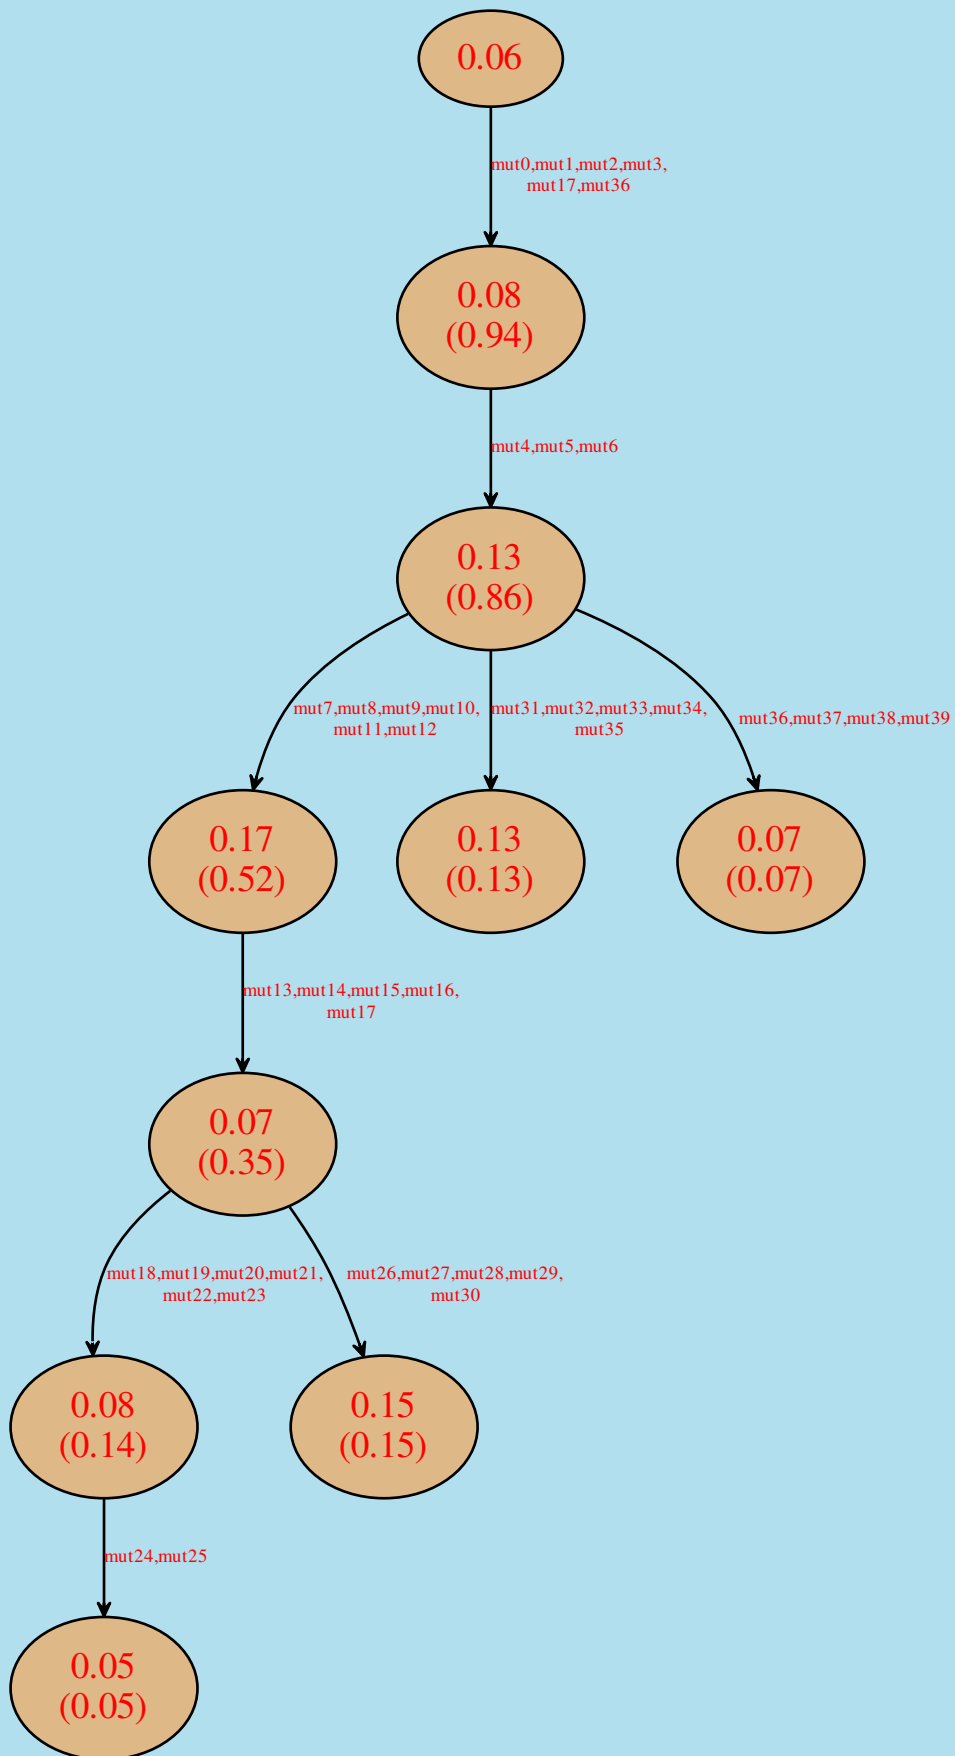 0.06
mut0,mut1,mut2,mut3,
mut17,mut36
0.08
(0.94)
mut4,mut5,mut6
0.13
(0.86)
mut7,mut8,mut9,mut10,
mut11,mut12
mut31,mut32,mut33,mut34,
mut35
mut36,mut37,mut38,mut39
0.17
(0.52)
0.13
(0.13)
0.07
(0.07)
mut13,mut14,mut15,mut16,
mut17
0.07
(0.35)
mut18,mut19,mut20,mut21,
mut22,mut23
mut26,mut27,mut28,mut29,
mut30
0.08
(0.14)
0.15
(0.15)
mut24,mut25
0.05
(0.05)